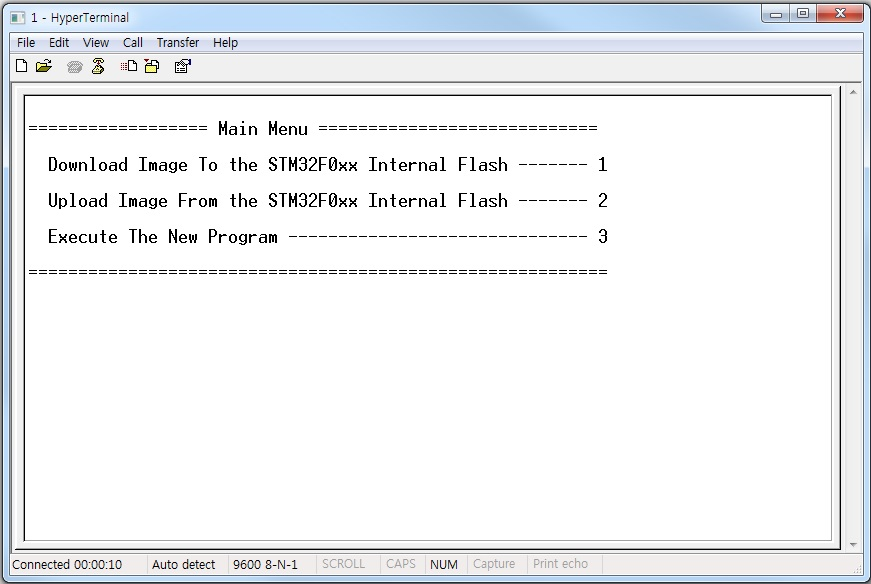 1 - HyperTerminal
File Edit View Call Transfer Help
================== Main Menu ============================
Download Image To the STM32F0xx Internal Flash ------- 1
Upload Image From the STM32F0xx Internal Flash ------- 2
Execute The New Program ------------------------------ 3
==========================================================
Connected 00:00:10 Auto detect 9600 8-N-1 SCROLL CAPS NUM Capture Print echo